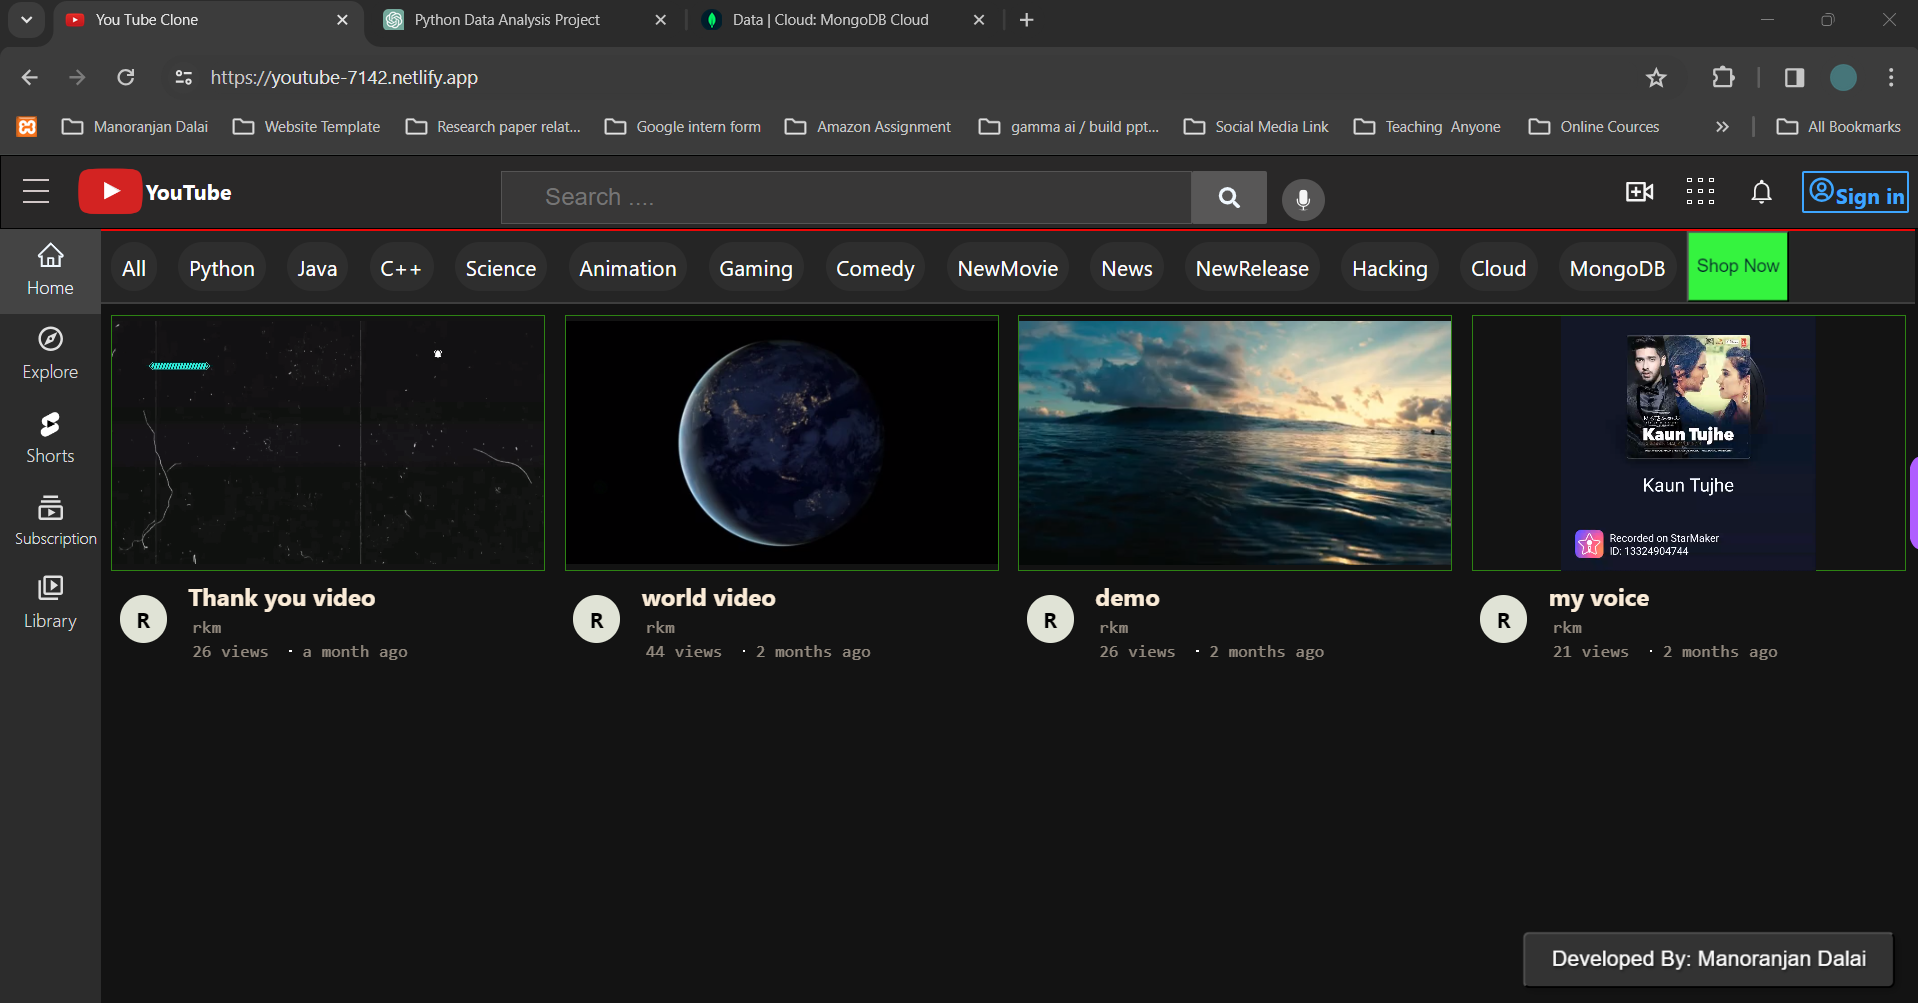 You Tube Clone
Python Data Analysis Project
Data | Cloud: MongoDB Cloud
https://youtube-7142.netlify.app
Manoranjan Dalai
Website Template
Research paper relat...
Google intern form
Amazon Assignment
gamma ai / build ppt...
Social Media Link
Teaching Anyone
Online Cources
All Bookmarks
YouTube
Search ....
Sign in
Home
Explore
Shorts
Subscription
Library
All
Python
Java
C++
Science
Animation
Gaming
Comedy
NewMovie
News
NewRelease
Hacking
Cloud
MongoDB
Shop Now
Kaun Tujhe
Kaun Tujhe
Recorded on StarMaker
ID: 13324904744
R
Thank you video
rkm
26 views · a month ago
R
world video
rkm
44 views · 2 months ago
R
demo
rkm
26 views · 2 months ago
R
my voice
rkm
21 views · 2 months ago
Developed By: Manoranjan Dalai